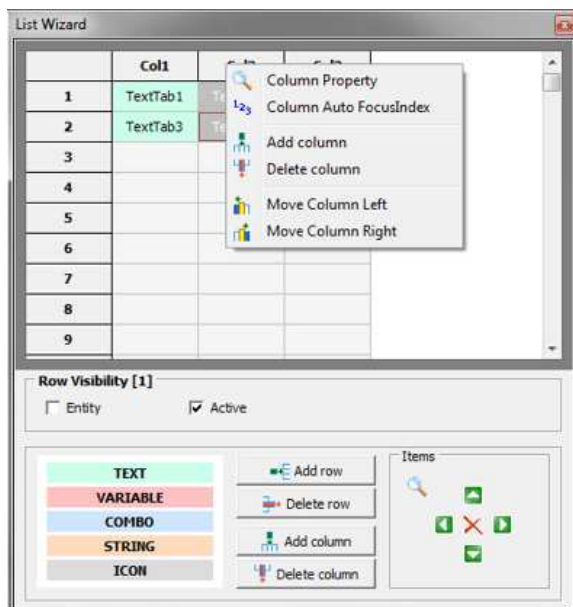 List Wizard
Col1
Column Property
1 TextTab1
123 Column Auto FocusIndex
2 TextTab3
Add column
3
Delete column
4
5
Move Column Left
6
Move Column Right
7
8
9
Row Visibility [1]
Entity Active
Items
TEXT Add row
VARIABLE Delete row
COMBO
STRING Add column
ICON Delete column